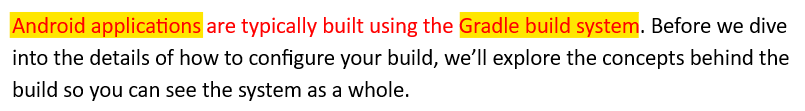 Android applications are typically built using the Gradle build system. Before we dive
into the details of how to configure your build, we’ll explore the concepts behind the
build so you can see the system as a whole.